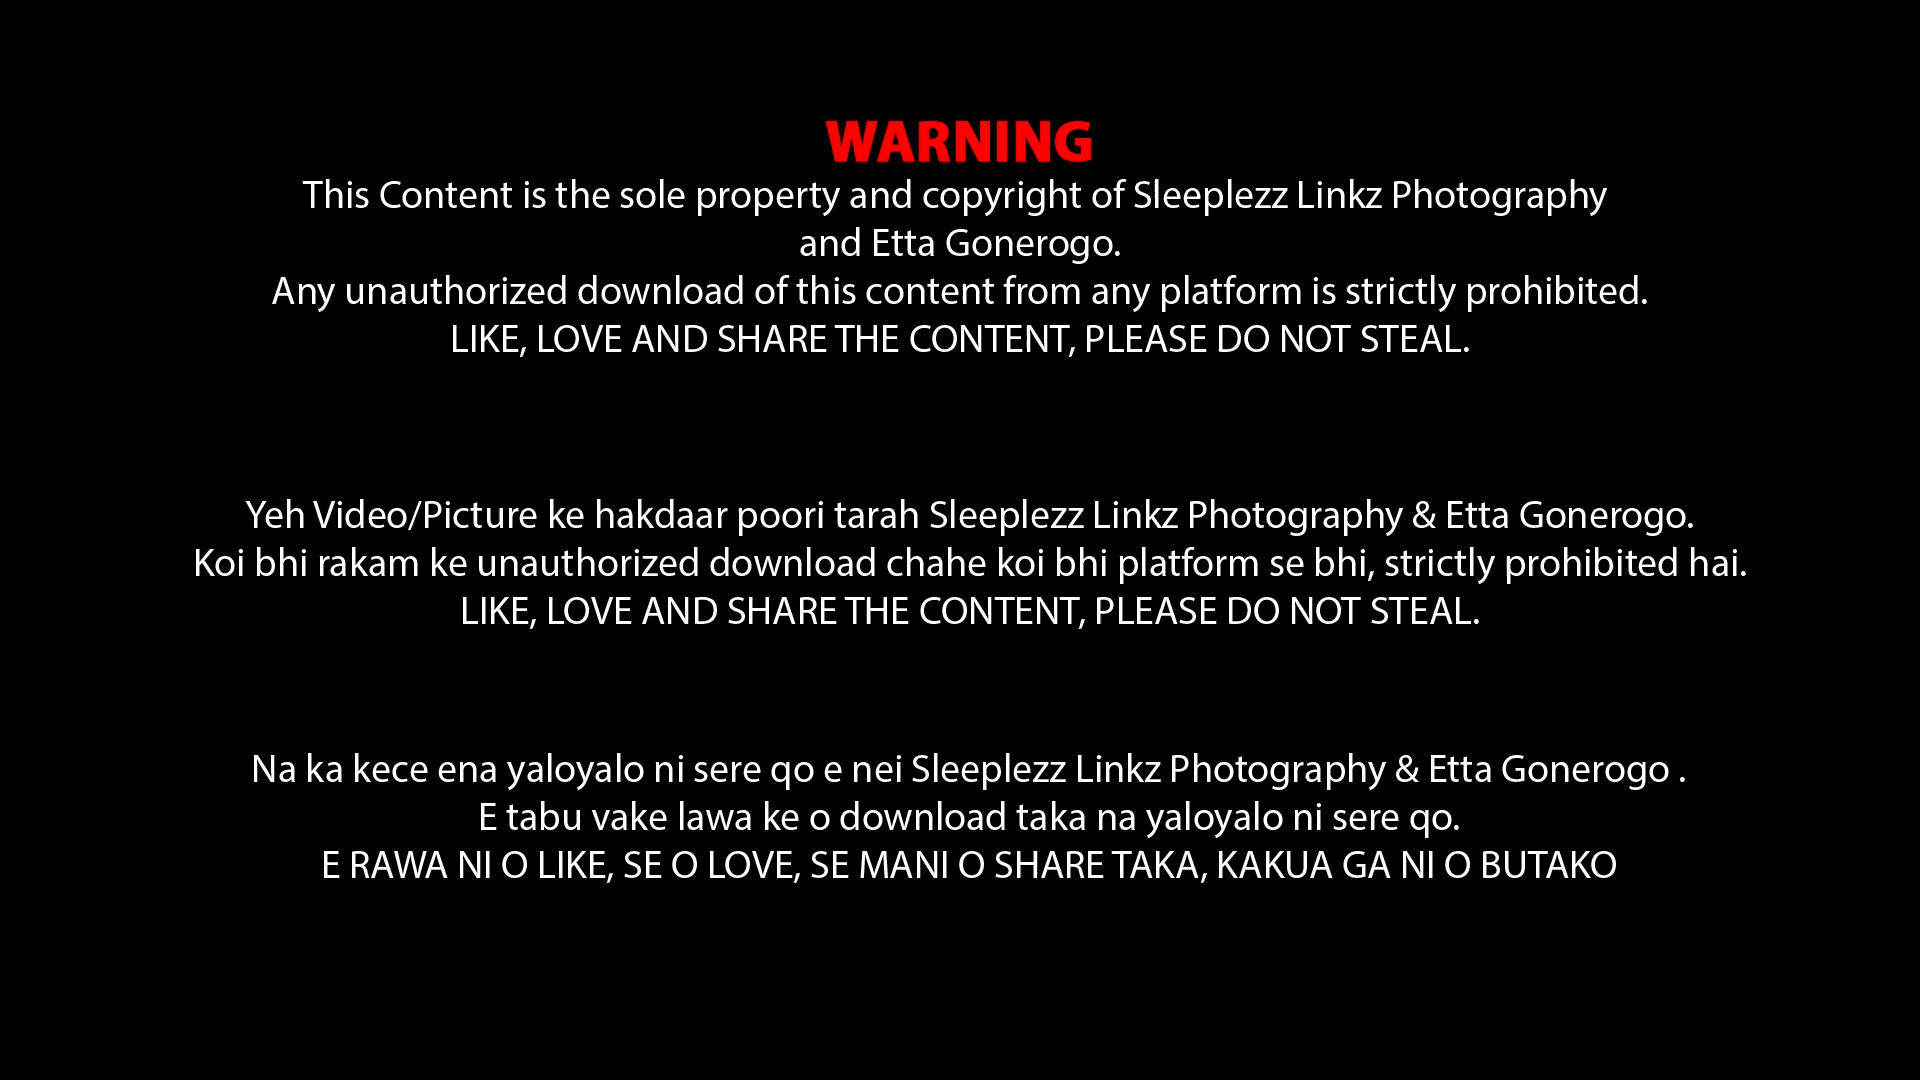 WARNING
This Content is the sole property and copyright of Sleeplezz Linkz Photography
and Etta Gonerogo.
Any unauthorized download of this content from any platform is strictly prohibited.
LIKE, LOVE AND SHARE THE CONTENT, PLEASE DO NOT STEAL.
Yeh Video/Picture ke hakdaar poori tarah Sleeplezz Linkz Photography & Etta Gonerogo.
Koi bhi rakam ke unauthorized download chahe koi bhi platform se bhi, strictly prohibited hai.
LIKE, LOVE AND SHARE THE CONTENT, PLEASE DO NOT STEAL.
Na ka kece ena yaloyalo ni sere qo e nei Sleeplezz Linkz Photography & Etta Gonerogo .
E tabu vake lawa ke o download taka na yaloyalo ni sere qo.
E RAWA NI O LIKE, SE O LOVE, SE MANI O SHARE TAKA, KAKUA GA NI O BUTAKO